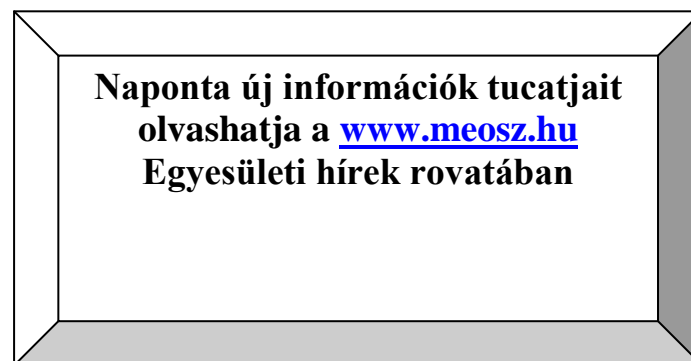 Naponta új információk tucatjait
olvashatja a www.meosz.hu
Egyesületi hírek rovatában